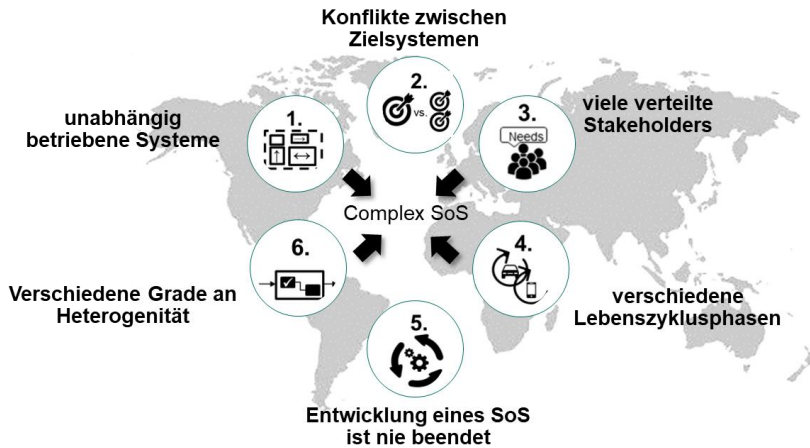 Konflikte zwischen
Zielsystemen
2.
vs.
unabhängig
betriebene Systeme
1.
3.
Needs
viele verteilte
Stakeholders
Complex SoS
6.
Verschiedene Grade an
Heterogenität
4.
verschiedene
Lebenszyklusphasen
5.
Entwicklung eines SoS
ist nie beendet